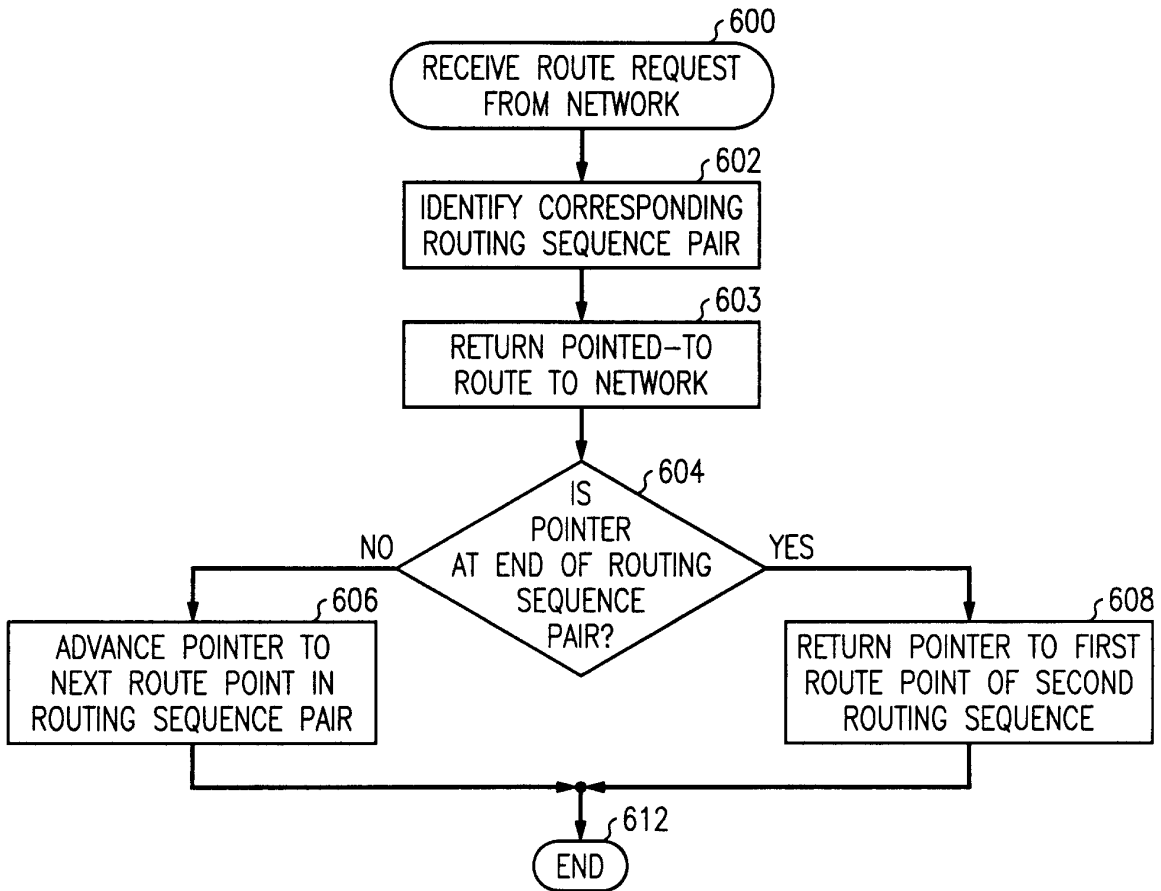 600
RECEIVE ROUTE REQUEST
FROM NETWORK
602
IDENTIFY CORRESPONDING
ROUTING SEQUENCE PAIR
603
RETURN POINTED-TO
ROUTE TO NETWORK
604
IS
POINTER
AT END OF ROUTING
SEQUENCE
PAIR?
NO
YES
606
ADVANCE POINTER TO
NEXT ROUTE POINT IN
ROUTING SEQUENCE PAIR
608
RETURN POINTER TO FIRST
ROUTE POINT OF SECOND
ROUTING SEQUENCE
612
END